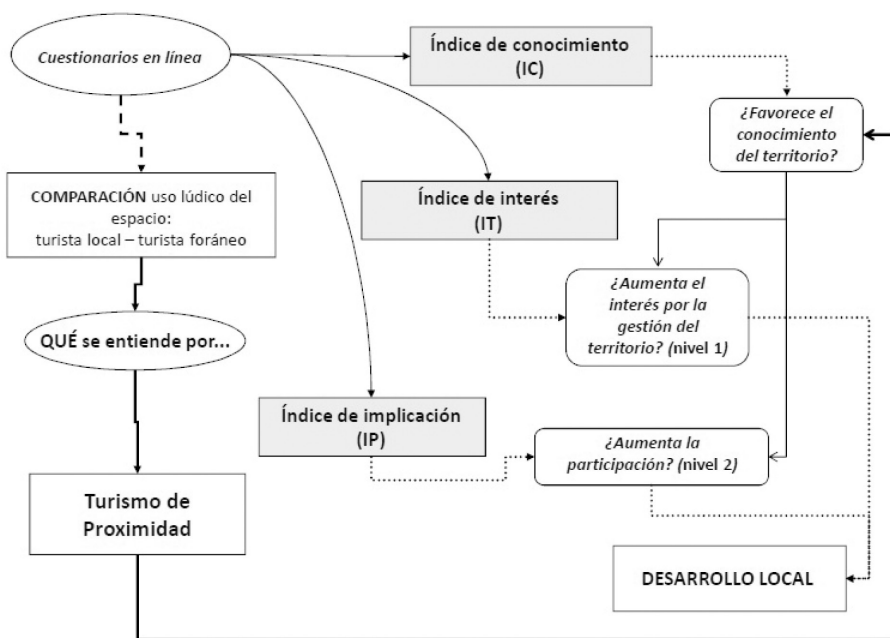 Cuestionarios en línea
Índice de conocimiento
(IC)
¿Favorece el
conocimiento
del territorio?
COMPARACIÓN uso lúdico del
espacio:
turista local – turista foráneo
Índice de interés
(IT)
¿Aumenta el
interés por la
gestión del
territorio? (nivel 1)
QUÉ se entiende por...
Índice de implicación
(IP)
¿Aumenta la
participación? (nivel 2)
Turismo de
Proximidad
DESARROLLO LOCAL